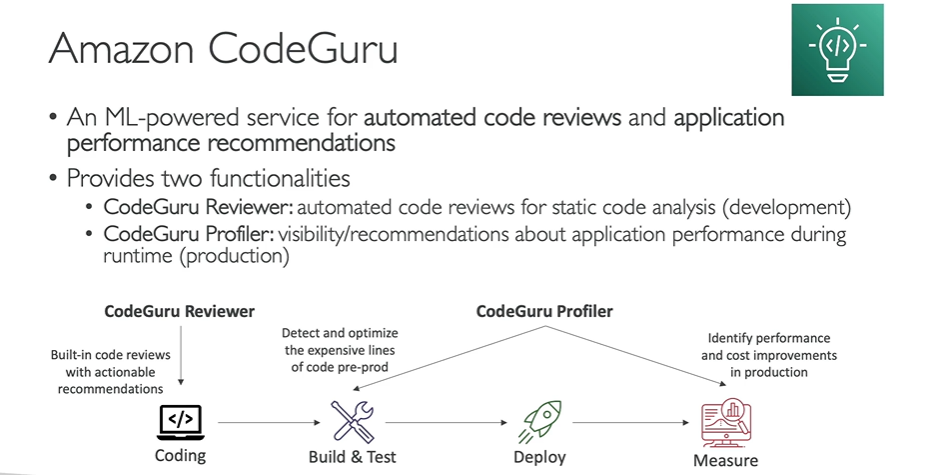 Amazon CodeGuru
</>
• An ML-powered service for automated code reviews and application
performance recommendations
• Provides two functionalities
• CodeGuru Reviewer: automated code reviews for static code analysis (development)
• CodeGuru Profiler: visibility/recommendations about application performance during
runtime (production)
CodeGuru Reviewer
Built-in code reviews
with actionable
recommendations
CodeGuru Profiler
Detect and optimize
the expensive lines
of code pre-prod
Identify performance
and cost improvements
in production
</>
Coding
Build & Test
Deploy
Measure